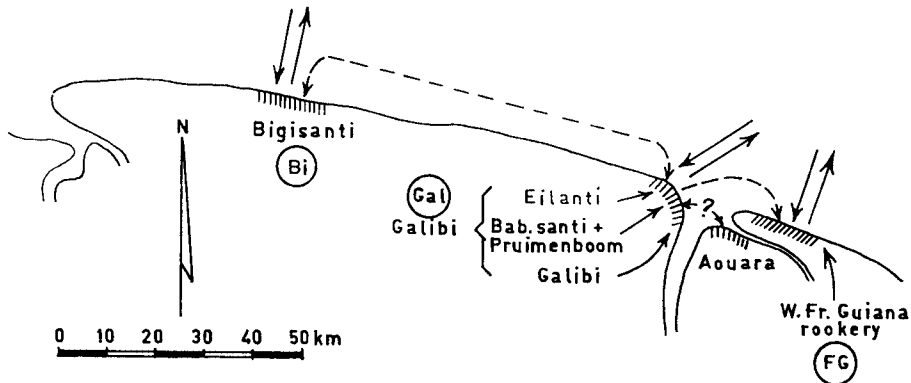 N
Bigisanti
Bi
Gal
Galibi
Eilanti
Bab.santi +
Pruimenboom
Galibi
?
Aouara
W. Fr. Guiana
rookery
FG
0 10 20 30 40 50 km